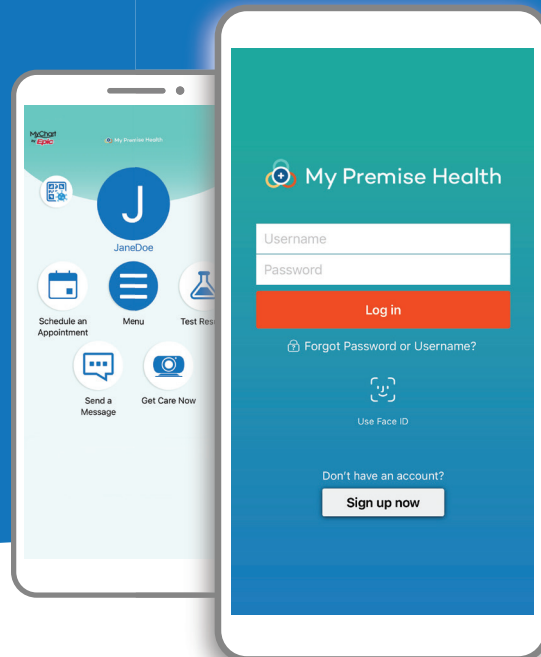 MyChart
by Epic
My Premise Health
J
JaneDoe
Schedule an
Appointment
Menu
Test
Send a
Message
Get Care Now
My Premise Health
Username
Password
Log in
Forgot Password or Username?
Use Face ID
Don't have an account?
Sign up now